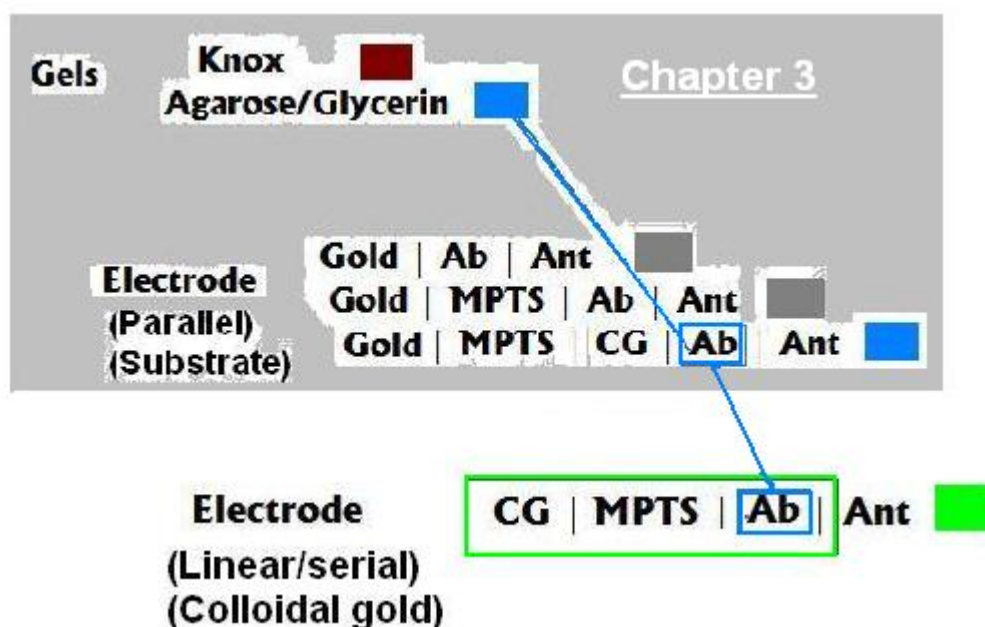 Gels
Knox
Chapter 3
Agarose/Glycerin
Gold | Ab | Ant
Electrode
Gold | MPTS | Ab | Ant
(Parallel)
Gold | MPTS | CG | Ab | Ant
(Substrate)
Electrode
CG | MPTS | Ab | Ant
(Linear/serial)
(Colloidal gold)